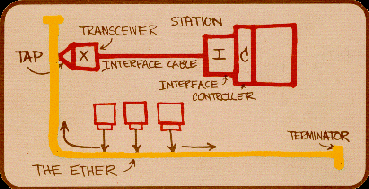 STATION
TRANSCEIVER
TAP
X
I
C
INTERFACE CABLE
INTERFACE
CONTROLLER
TERMINATOR
THE ETHER